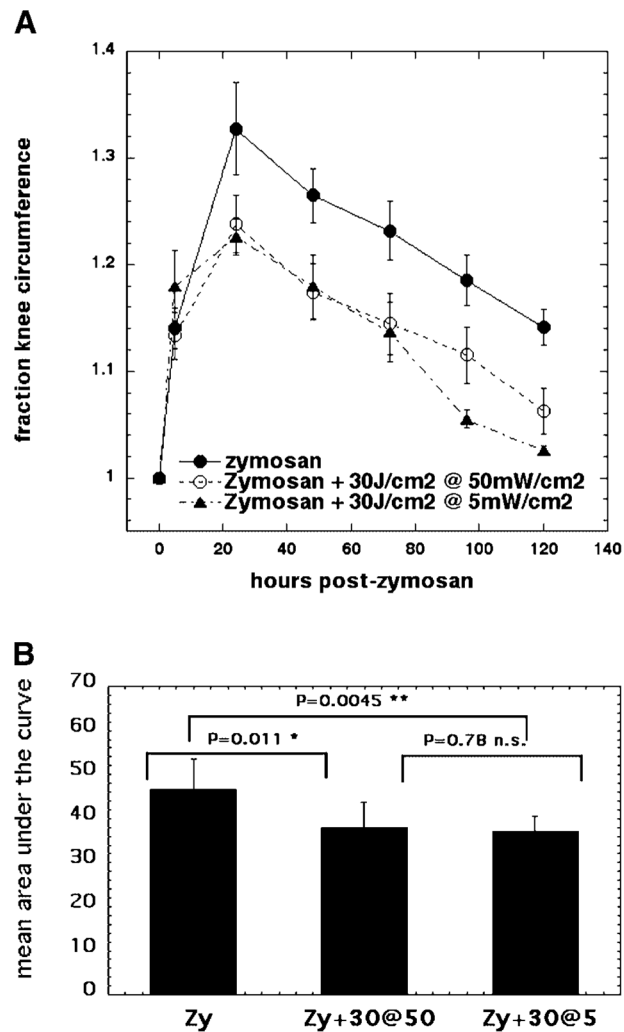 A
1.4
1.3
1.2
1.1
1
fraction knee circumference
zymosan
Zymosan + 30J/cm2 @ 50mW/cm2
Zymosan + 30J/cm2 @ 5mW/cm2
0 20 40 60 80 100 120 140
hours post-zymosan
B
70
60
50
40
30
20
10
0
mean area under the curve
P=0.0045 **
P=0.011 *
P=0.78 n.s.
Zy Zy+30@50 Zy+30@5